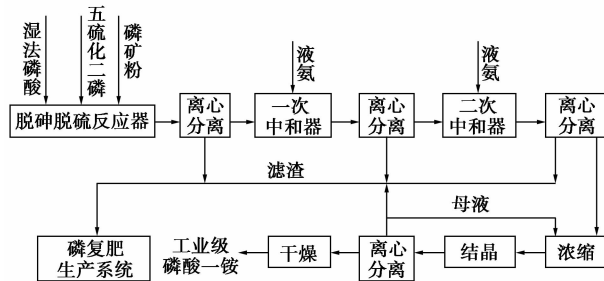 湿法磷酸
五硫化二磷
磷矿粉
液氨
液氨
脱砷脱硫反应器
离心
分离
一次
中和器
离心
分离
二次
中和器
离心
分离
滤渣
母液
磷复肥
生产系统
工业级
磷酸一铵
干燥
离心
分离
结晶
浓缩